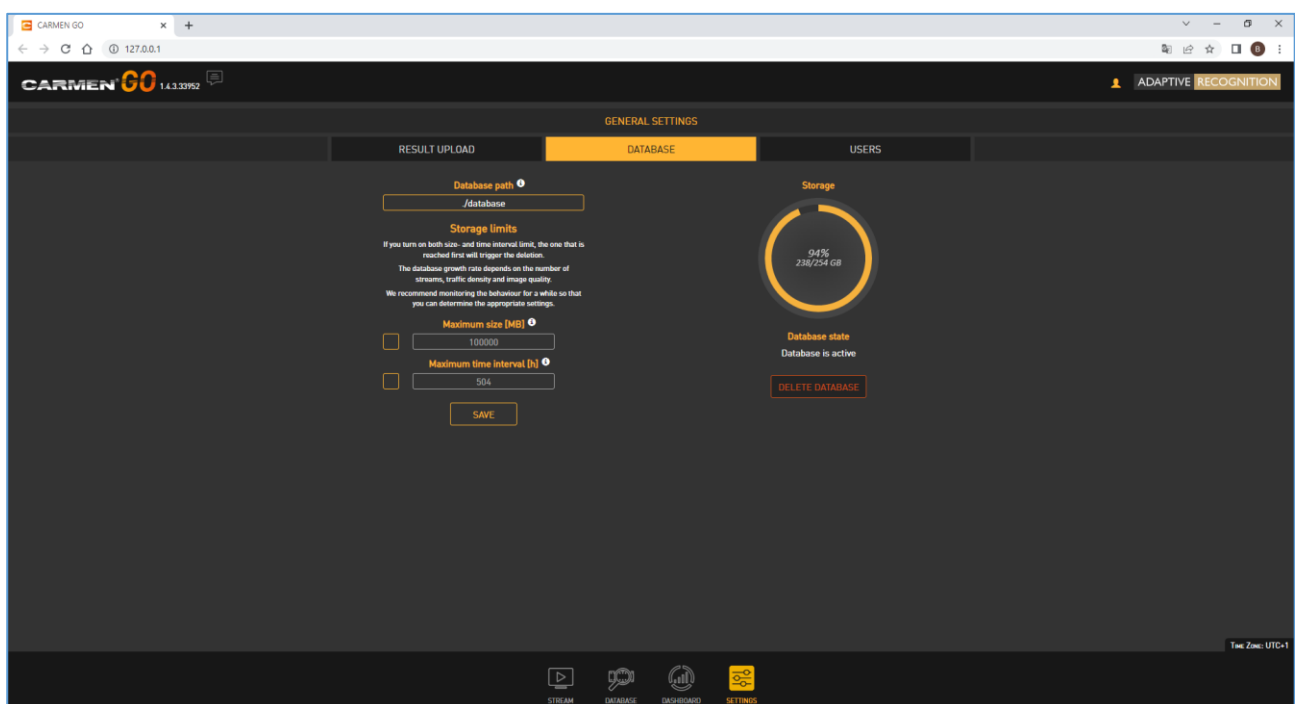 CARMEN GO
127.0.0.1
B
CARMEN® GO 1.4.3.33952
ADAPTIVE RECOGNITION
GENERAL SETTINGS
RESULT UPLOAD
DATABASE
USERS
Database path
./database
Storage limits
If you turn on both size- and time interval limit, the one that is
reached first will trigger the deletion.
The database growth rate depends on the number of
streams, traffic density and image quality.
We recommend monitoring the behaviour for a while so that
you can determine the appropriate settings.
Maximum size [MB]
100000
Maximum time interval [h]
504
SAVE
Storage
94%
238/254 GB
Database state
Database is active
DELETE DATABASE
Time Zone: UTC+1
STREAM
DATABASE
DASHBOARD
SETTINGS